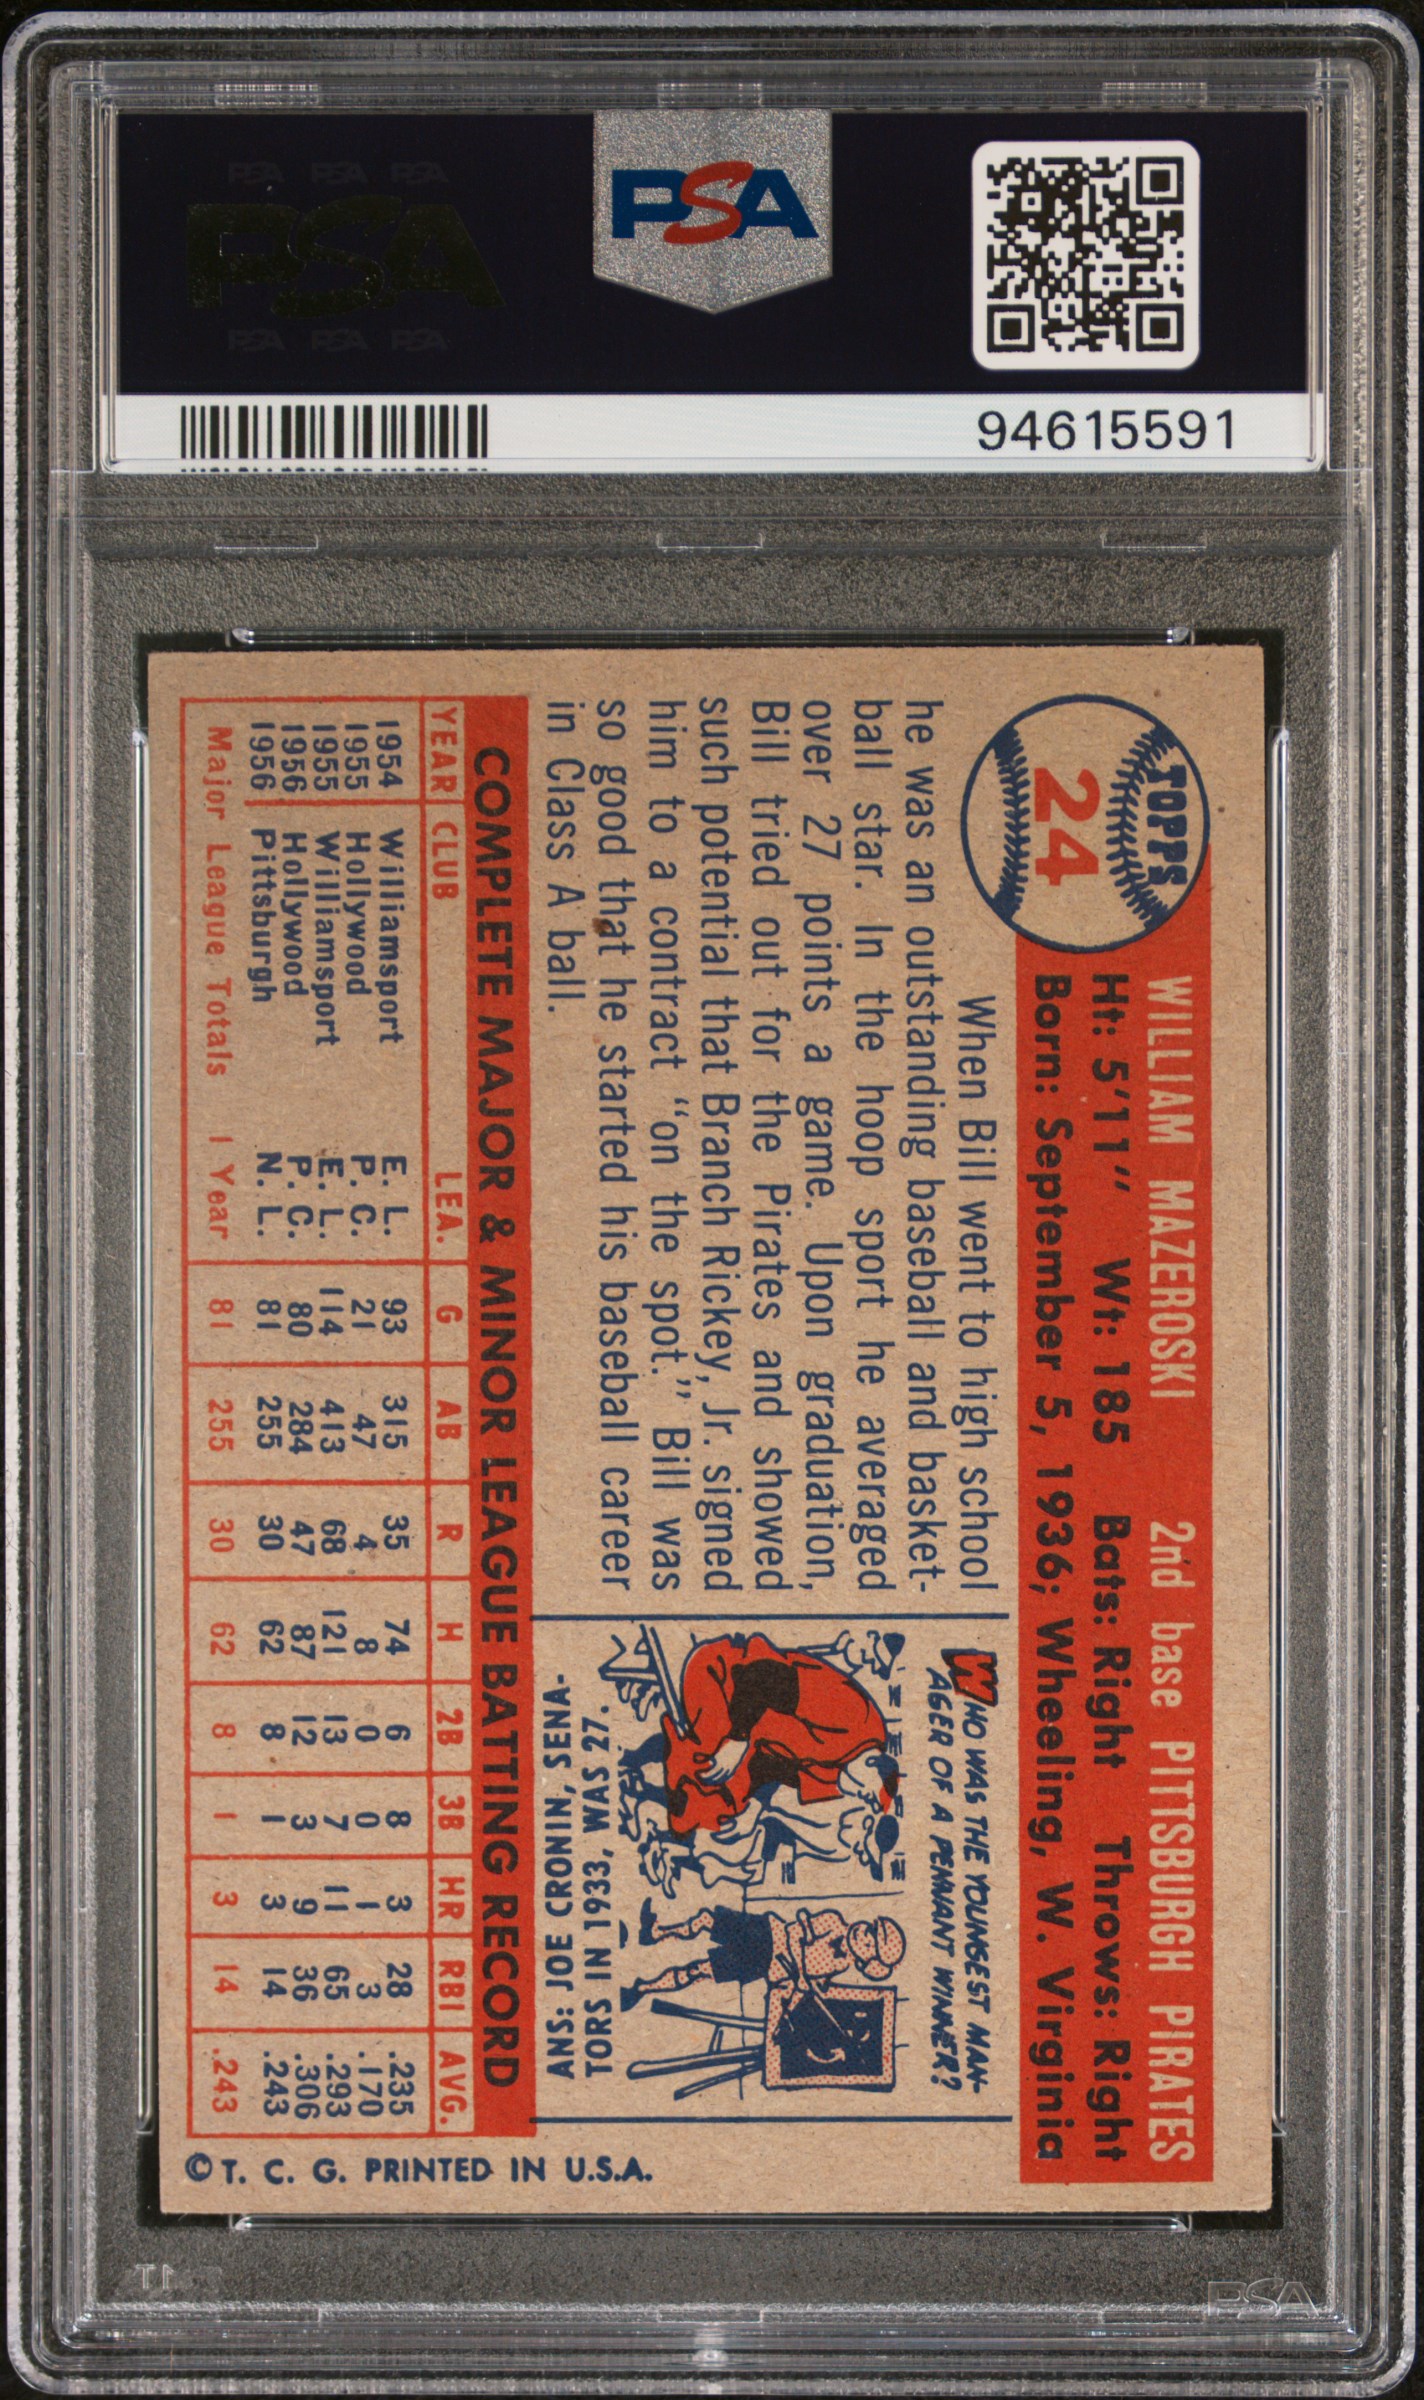 PSA PSA PSA
PSA
PSA PSA PSA
PSA
94615591
TOPPS
24
WILLIAM MAZEROSKI 2nd base PITTSBURGH PIRATES
Ht: 5'11" Wt: 185 Bats: Right Throws: Right
Born: September 5, 1936; Wheeling, W. Virginia
When Bill went to high school
he was an outstanding baseball and basket-
ball star. In the hoop sport he averaged
over 27 points a game. Upon graduation,
Bill tried out for the Pirates and showed
such potential that Branch Rickey, Jr. signed
him to a contract "on the spot." Bill was
so good that he started his baseball career
in Class A ball.
WHO WAS THE YOUNGEST MAN-
AGER OF A PENNANT WINNER?
ANS: JOE CRONIN, SENA-
TORS IN 1933, WAS 27.
COMPLETE MAJOR & MINOR LEAGUE BATTING RECORD
YEAR CLUB LEA. G AB R H 2B 3B HR RBI AVG.
1954 Williamsport E. L. 93 315 35 74 6 8 3 28 .235
1955 Hollywood P. C. 21 47 4 8 0 0 1 3 .170
1955 Williamsport E. L. 114 413 68 121 13 7 11 65 .293
1956 Hollywood P. C. 80 284 47 87 12 3 9 36 .306
1956 Pittsburgh N. L. 81 255 30 62 8 1 3 14 .243
Major League Totals 1 Year 81 255 30 62 8 1 3 14 .243
© T. C. G. PRINTED IN U.S.A.
PSA